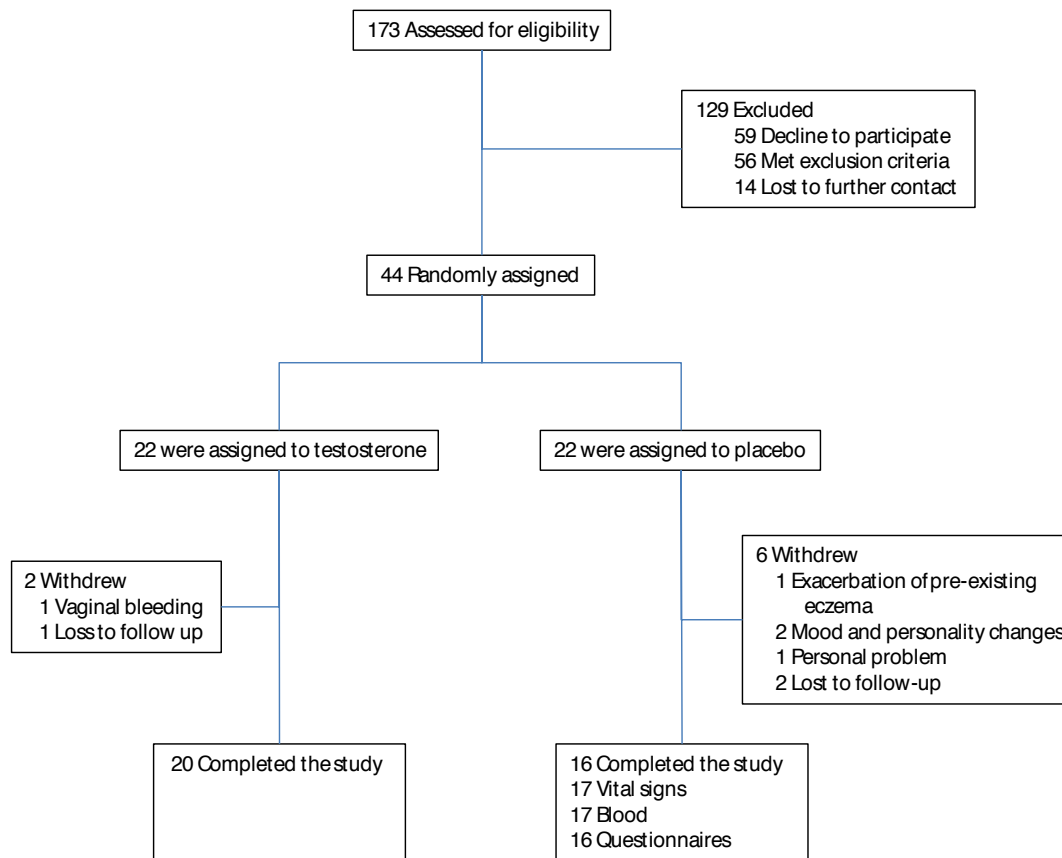 173 Assessed for eligibility
129 Excluded
59 Decline to participate
56 Met exclusion criteria
14 Lost to further contact
44 Randomly assigned
22 were assigned to testosterone
22 were assigned to placebo
2 Withdrew
1 Vaginal bleeding
1 Loss to follow up
6 Withdrew
1 Exacerbation of pre-existing
eczema
2 Mood and personality changes
1 Personal problem
2 Lost to follow-up
20 Completed the study
16 Completed the study
17 Vital signs
17 Blood
16 Questionnaires